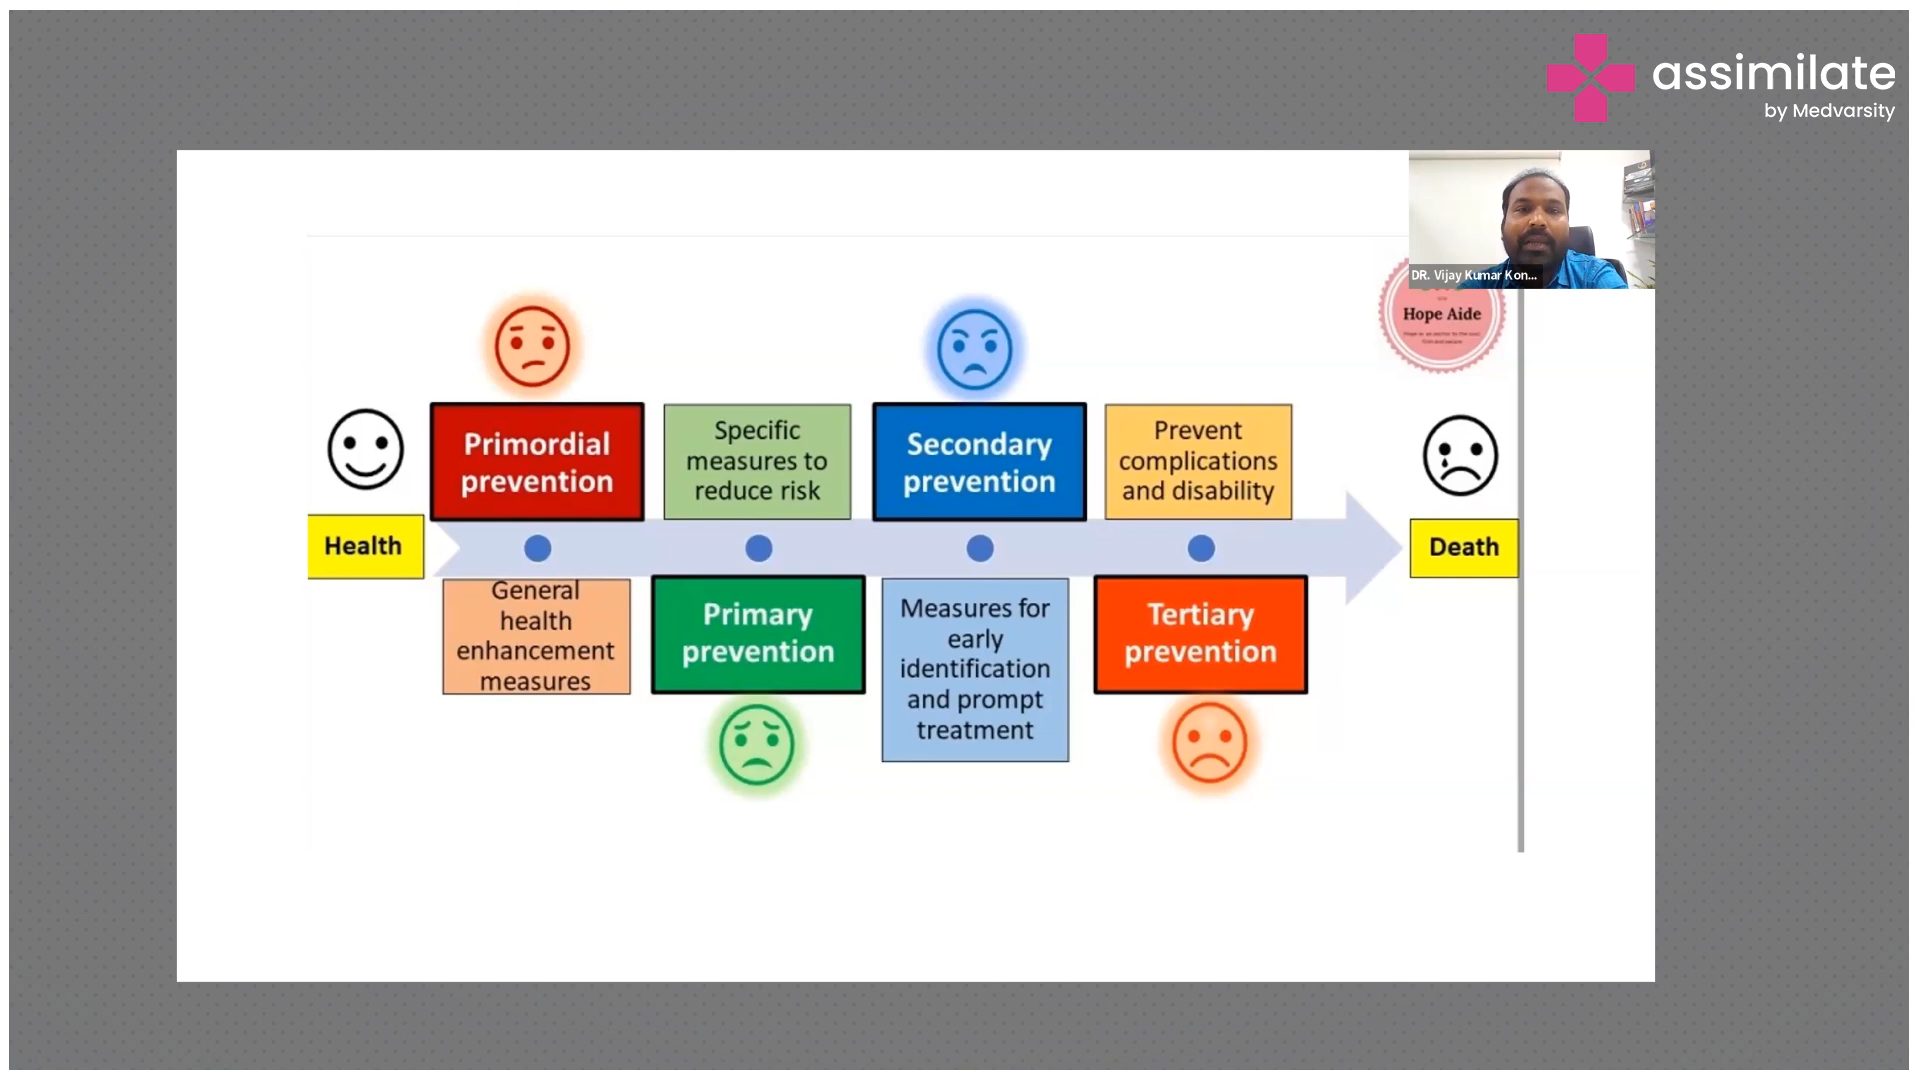 assimilate
by Medvarsity
DR. Vijay Kumar Kon...
Hope Aide
Primordial
prevention
Specific
measures to
reduce risk
Secondary
prevention
Prevent
complications
and disability
Health
Death
General
health
enhancement
measures
Primary
prevention
Measures for
early
identification
and prompt
treatment
Tertiary
prevention